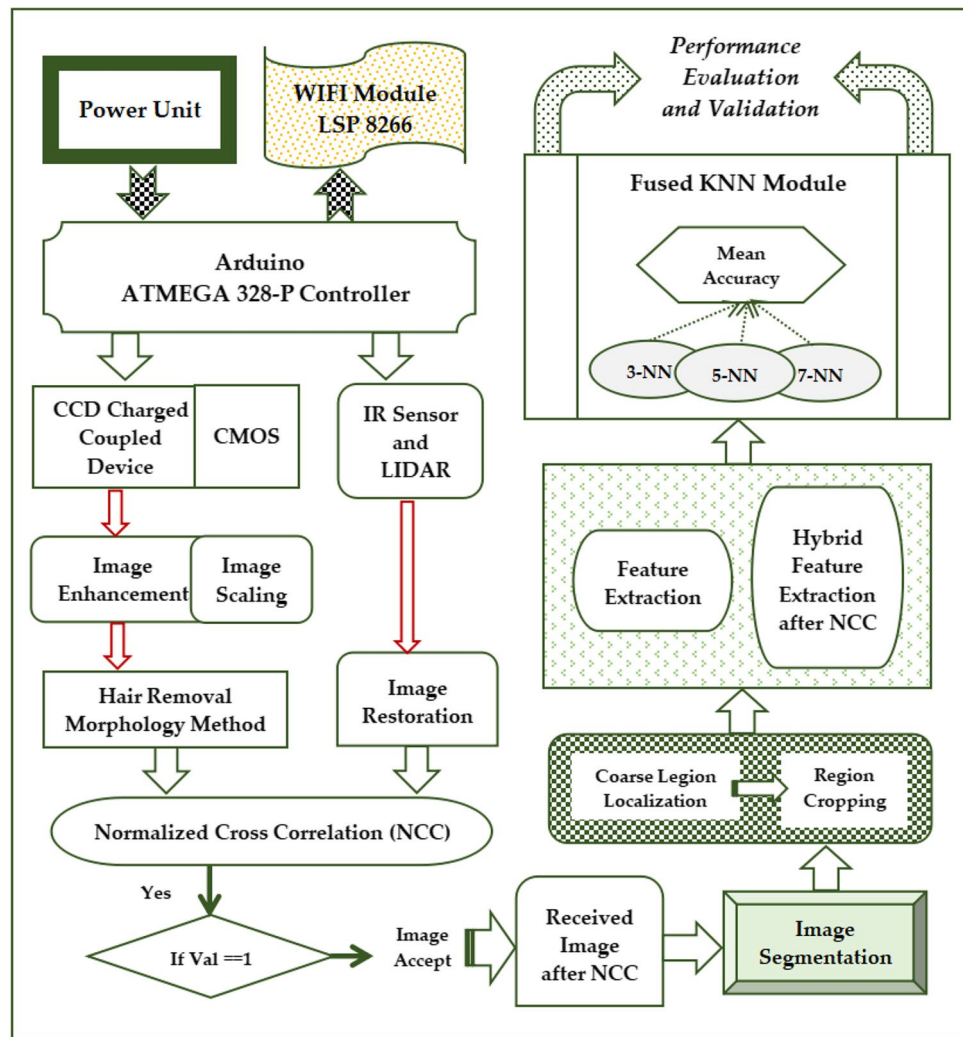 Power Unit
WIFI Module
LSP 8266
Arduino
ATMEGA 328-P Controller
CCD Charged
Coupled
Device
CMOS
IR Sensor
and
LIDAR
Image
Enhancement
Image
Scaling
Hair Removal
Morphology Method
Image
Restoration
Normalized Cross Correlation (NCC)
Yes
If Val ==1
Image
Accept
Received
Image
after NCC
Image
Segmentation
Coarse Legion
Localization
Region
Cropping
Feature
Extraction
Hybrid
Feature
Extraction
after NCC
Fused KNN Module
Mean
Accuracy
3-NN
5-NN
7-NN
Performance
Evaluation
and Validation